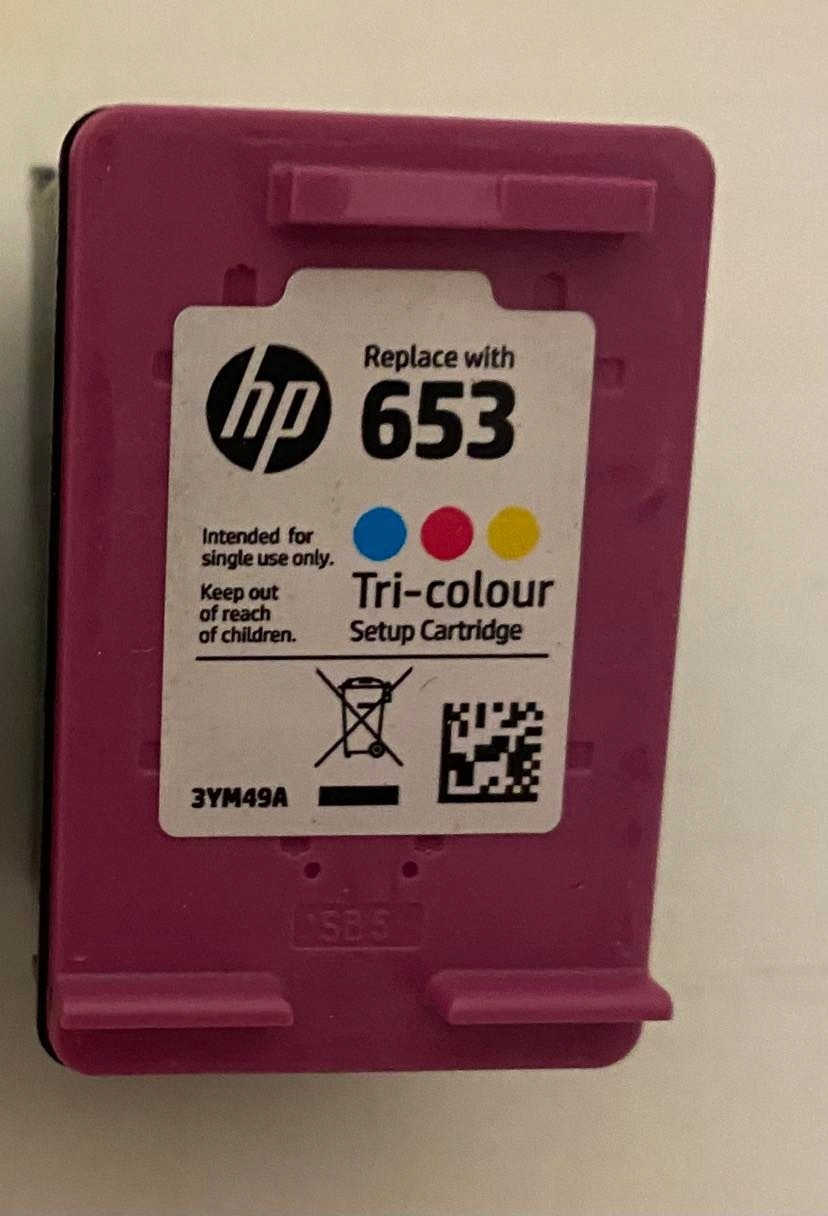 hp
Replace with
653
Intended for
single use only.
Keep out
of reach
of children.
Tri-colour
Setup Cartridge
3YM49A
SB5